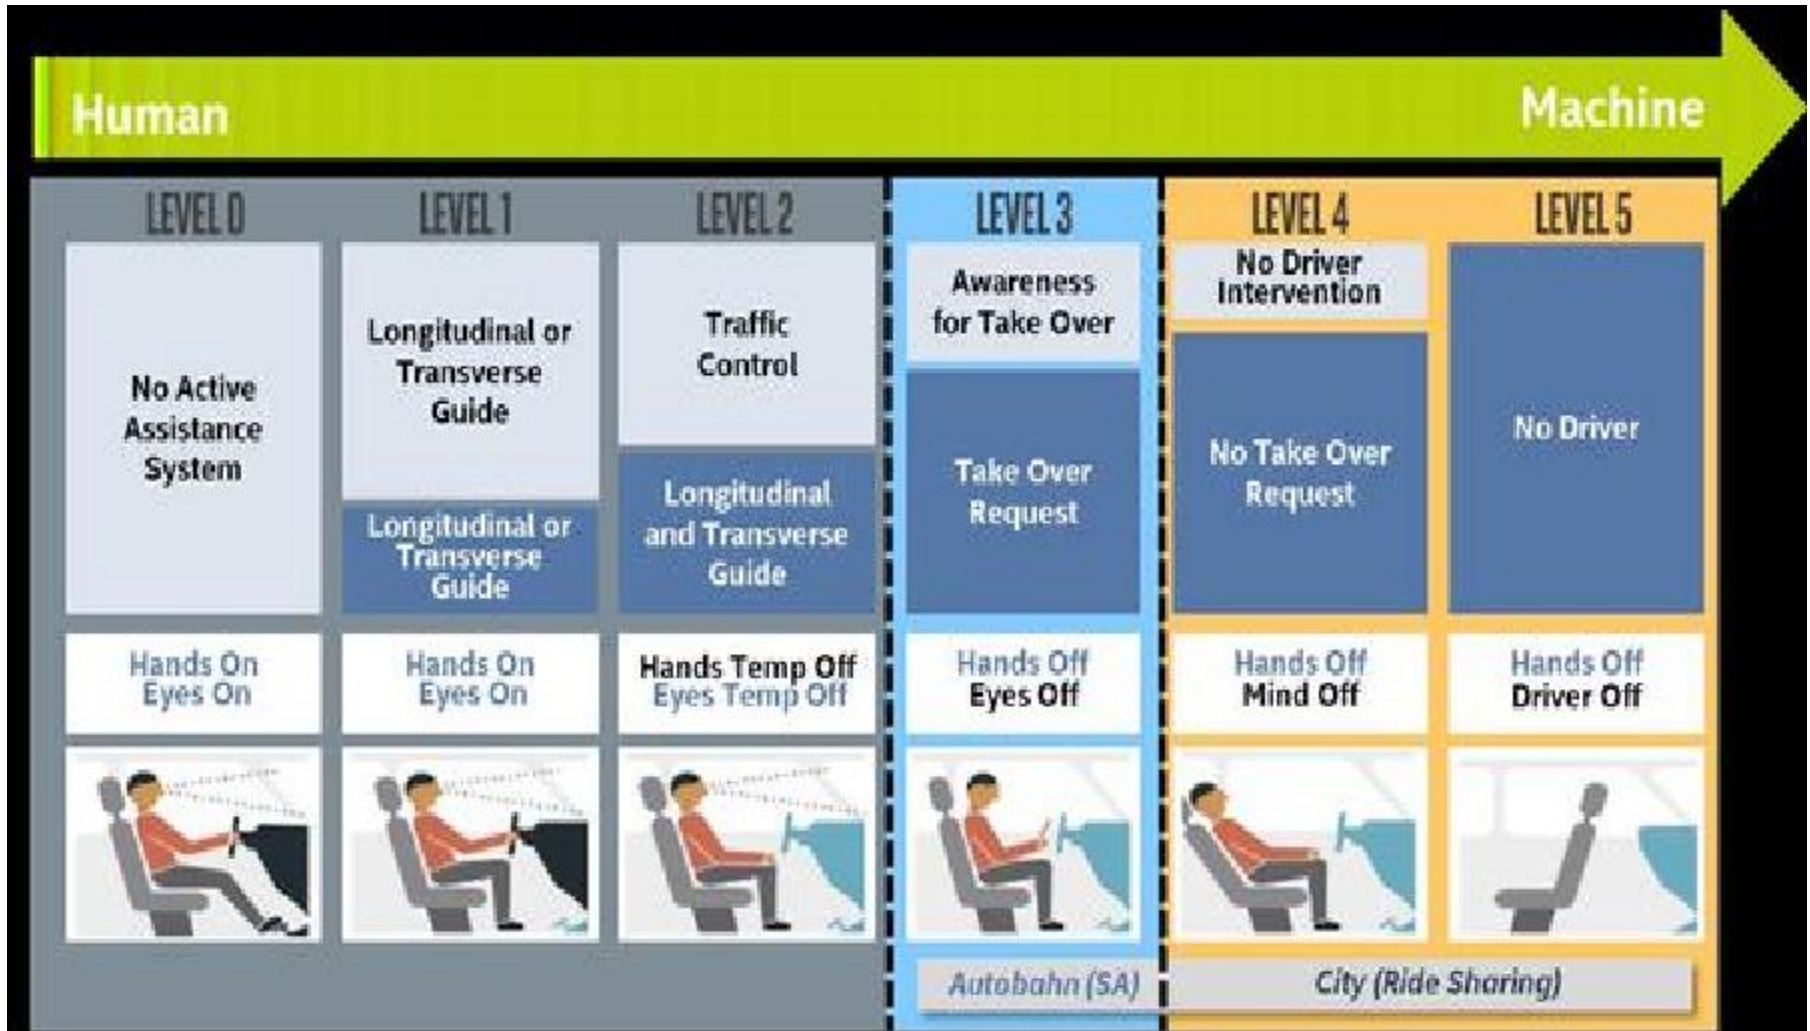 Human
Machine
LEVEL 0
No Active
Assistance
System
Hands On
Eyes On
LEVEL 1
Longitudinal or
Transverse
Guide
Longitudinal or
Transverse
Guide
Hands On
Eyes On
LEVEL 2
Traffic
Control
Longitudinal
and Transverse
Guide
Hands Temp Off
Eyes Temp Off
LEVEL 3
Awareness
for Take Over
Take Over
Request
Hands Off
Eyes Off
LEVEL 4
No Driver
Intervention
No Take Over
Request
Hands Off
Mind Off
LEVEL 5
No Driver
Hands Off
Driver Off
Autobahn (SA)
City (Ride Sharing)